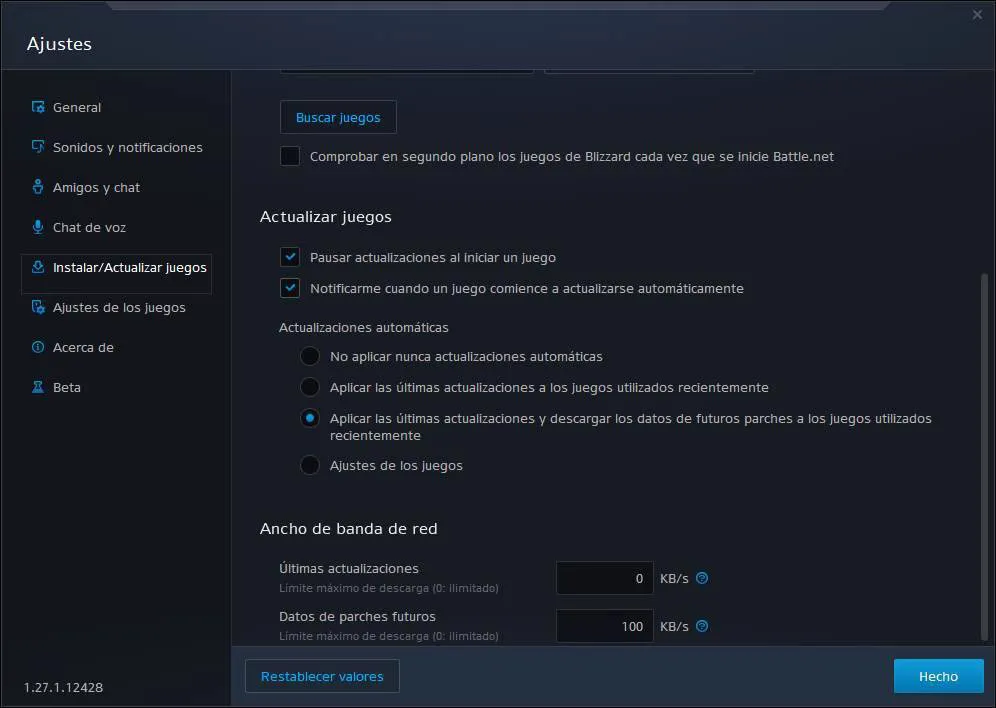 Ajustes
General
Sonidos y notificaciones
Amigos y chat
Chat de voz
Instalar/Actualizar juegos
Ajustes de los juegos
Acerca de
Beta
1.27.1.12428
Buscar juegos
Comprobar en segundo plano los juegos de Blizzard cada vez que se inicie Battle.net
Actualizar juegos
Pausar actualizaciones al iniciar un juego
Notificarme cuando un juego comience a actualizarse automáticamente
Actualizaciones automáticas
No aplicar nunca actualizaciones automáticas
Aplicar las últimas actualizaciones a los juegos utilizados recientemente
Aplicar las últimas actualizaciones y descargar los datos de futuros parches a los juegos utilizados
recientemente
Ajustes de los juegos
Ancho de banda de red
Últimas actualizaciones
Límite máximo de descarga (0: ilimitado)
0 KB/s
Datos de parches futuros
Límite máximo de descarga (0: ilimitado)
100 KB/s
Restablecer valores
Hecho